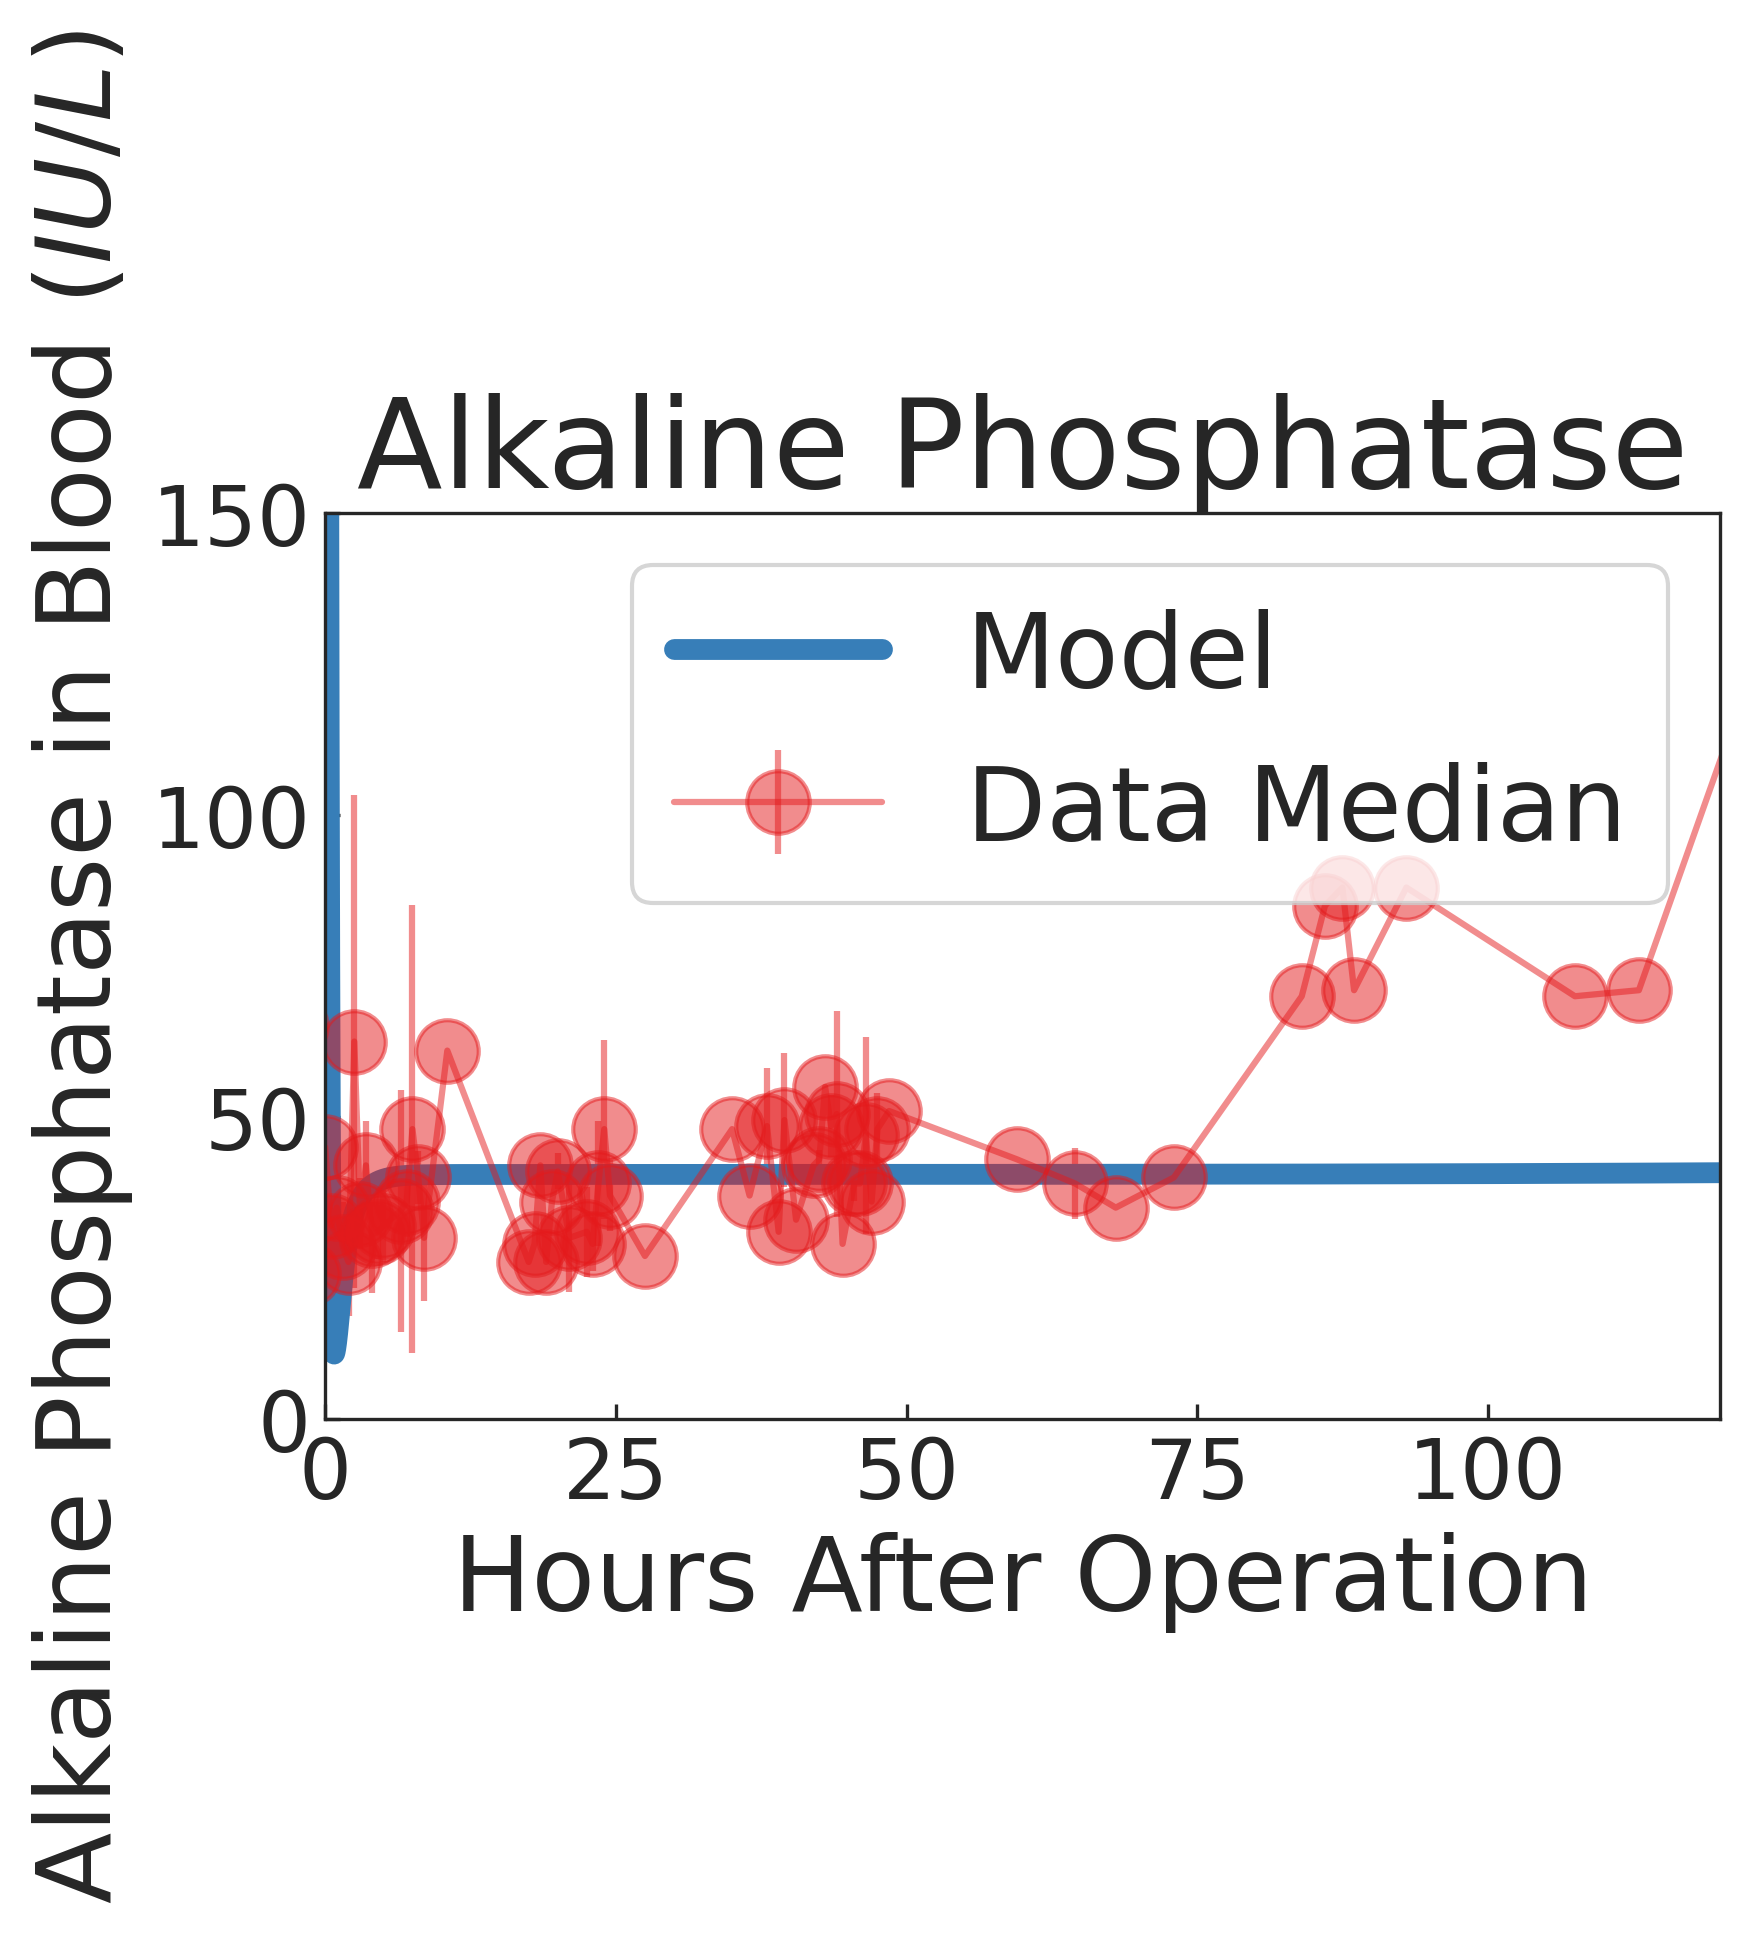 Alkaline Phosphatase
Alkaline Phosphatase in Blood (IU/L)
150
100
50
0
Model
Data Median
0 25 50 75 100
Hours After Operation